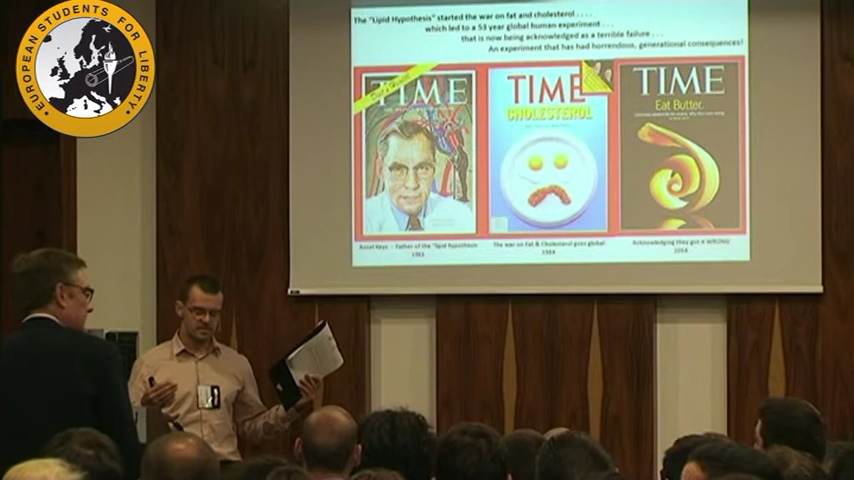 EUROPEAN STUDENTS FOR LIBERTY
The "Lipid Hypothesis" started the war on fat and cholesterol . . . .
which led to a 53 year global human experiment . . .
that is now being acknowledged as a terrible failure . . .
An experiment that has had horrendous, generational consequences!
TIME
TIME
CHOLESTEROL
TIME
Eat Butter.
Ancel Keys - Father of the "lipid hypothesis
1961
The war on Fat & Cholesterol goes global
1984
Acknowledging they got it WRONG
2014